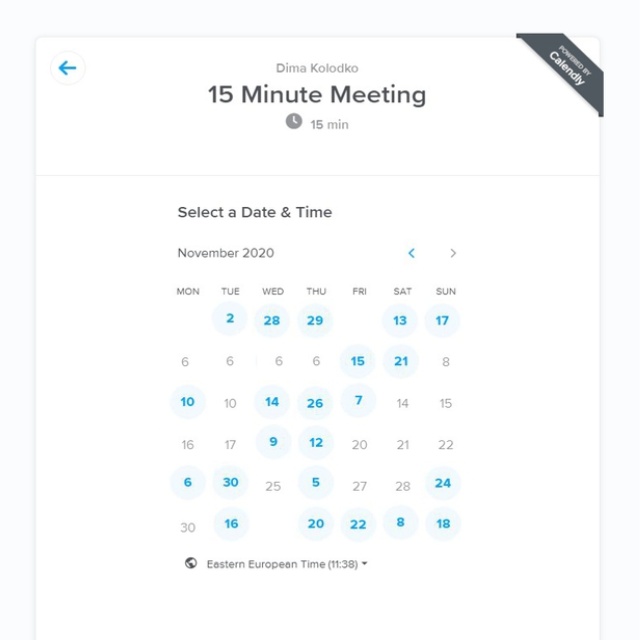 POWERED BY
Calendly
Dima Kolodko
15 Minute Meeting
15 min
Select a Date & Time
November 2020
MON TUE WED THU FRI SAT SUN
2 28 29 13 17
6 6 6 6 15 21 8
10 10 14 26 7 14 15
16 17 9 12 20 21 22
6 30 25 5 27 28 24
30 16 20 22 8 18
Eastern European Time (11:38)